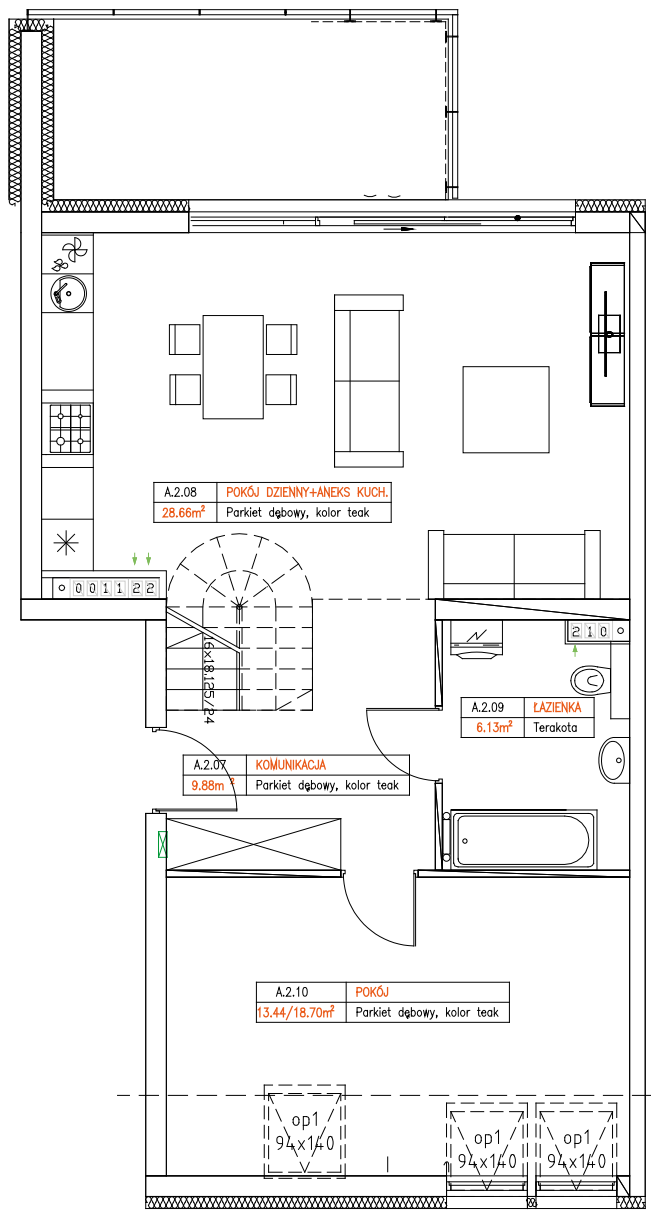 A.2.08 POKÓJ DZIENNY+ANEKS KUCH.
28.66m² Parkiet dębowy, kolor teak
0 0 1 1 2 2
2 1 0
16x18.125/24
A.2.09 ŁAZIENKA
6.13m² Terakota
A.2.07 KOMUNIKACJA
9.88m² Parkiet dębowy, kolor teak
A.2.10 POKÓJ
13.44/18.70m² Parkiet dębowy, kolor teak
op1
94x140
op1
94x140
op1
94x140